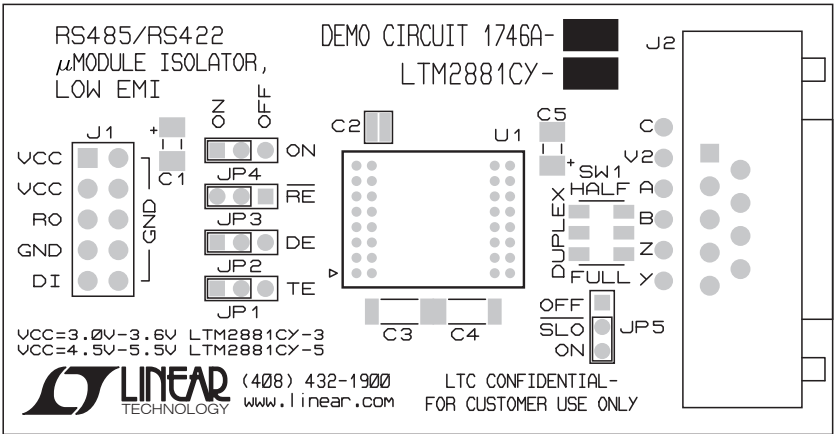 RS485/RS422
μMODULE ISOLATOR,
LOW EMI
DEMO CIRCUIT 1746A-
LTM2881CY-
J2
ON
OFF
J1
VCC
VCC
RO
GND
DI
GND
+
C1
ON
JP4
RE
JP3
DE
JP2
TE
JP1
C2
U1
C5
+
C3
C4
SW1
HALF
DUPLEX
FULL
C
V2
A
B
Z
Y
OFF
SLO
ON
JP5
VCC=3.0V-3.6V LTM2881CY-3
VCC=4.5V-5.5V LTM2881CY-5
LINEAR
TECHNOLOGY
(408) 432-1900
www.linear.com
LTC CONFIDENTIAL-
FOR CUSTOMER USE ONLY